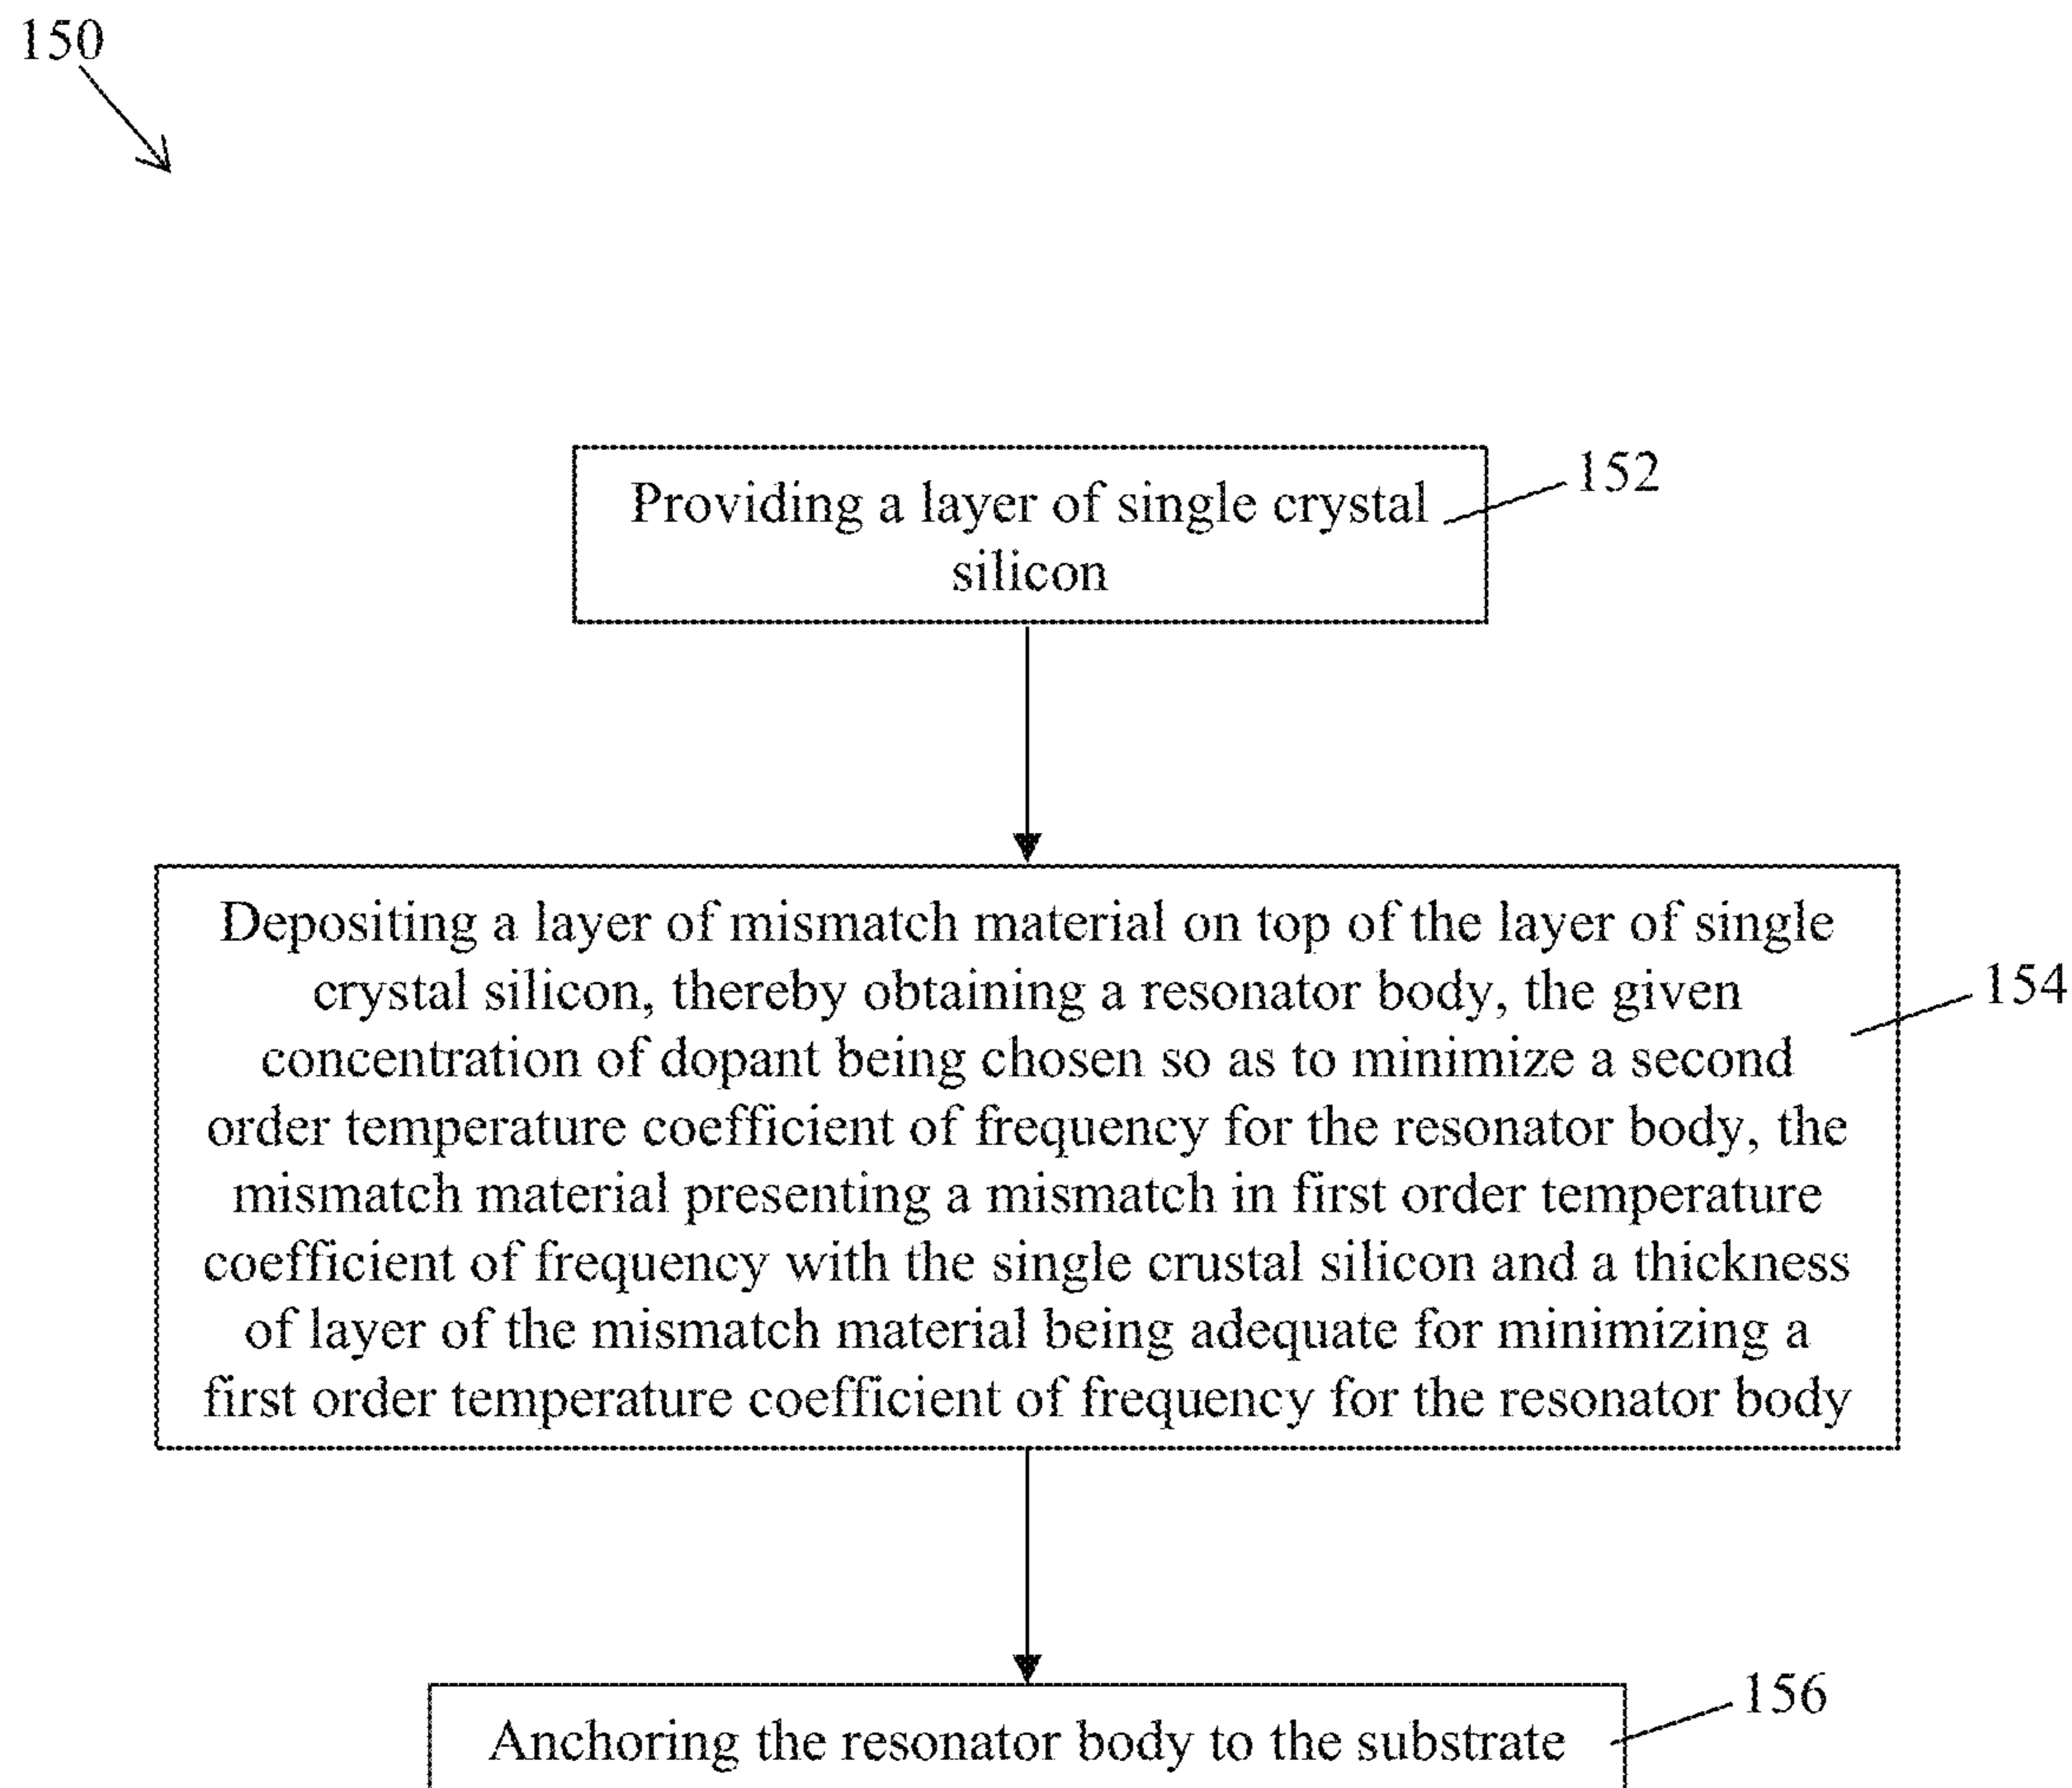 150
Providing a layer of single crystal
silicon
152
Depositing a layer of mismatch material on top of the layer of single
crystal silicon, thereby obtaining a resonator body, the given
concentration of dopant being chosen so as to minimize a second
order temperature coefficient of frequency for the resonator body, the
mismatch material presenting a mismatch in first order temperature
coefficient of frequency with the single crustal silicon and a thickness
of layer of the mismatch material being adequate for minimizing a
first order temperature coefficient of frequency for the resonator body
154
Anchoring the resonator body to the substrate
156